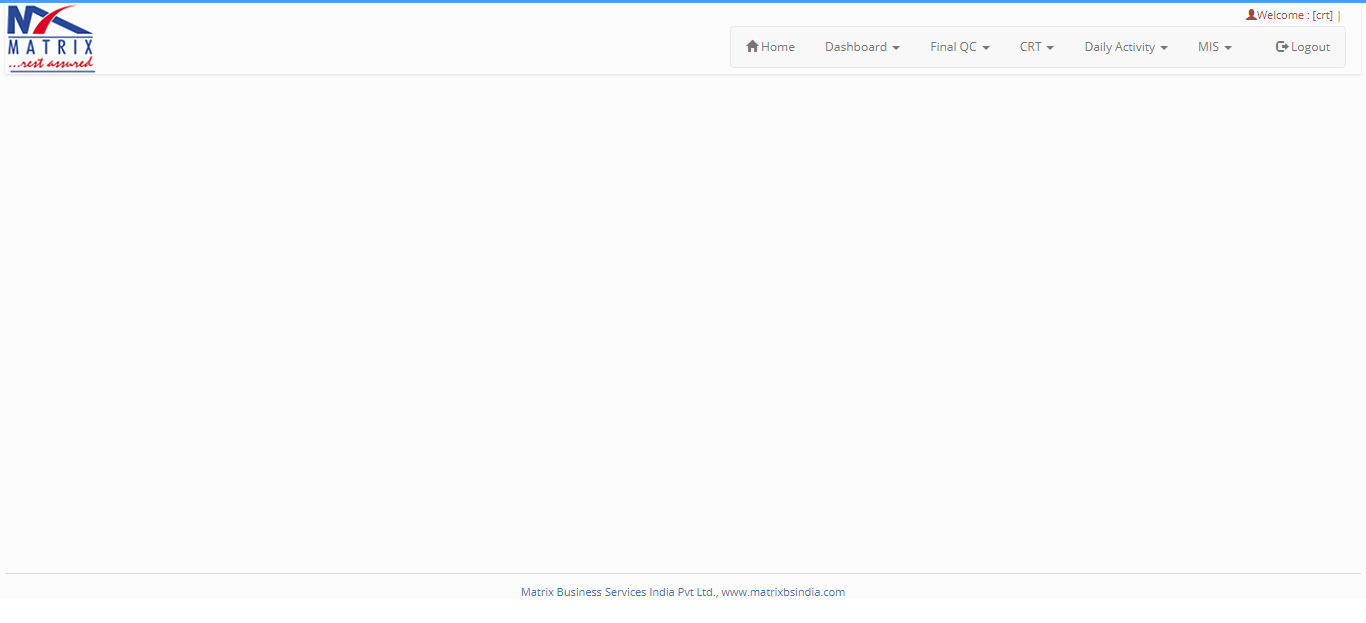 MATRIX
...rest assured
Welcome : [crt] |
Home Dashboard Final QC CRT Daily Activity MIS Logout
Matrix Business Services India Pvt Ltd., www.matrixbsindia.com